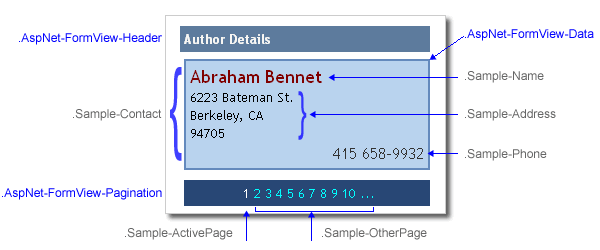 .AspNet-FormView-Header
Author Details
.AspNet-FormView-Data
Abraham Bennet
.Sample-Name
6223 Bateman St.
Berkeley, CA
94705
.Sample-Contact
.Sample-Address
415 658-9932
.Sample-Phone
.AspNet-FormView-Pagination
1 2 3 4 5 6 7 8 9 10 ...
.Sample-ActivePage
.Sample-OtherPage